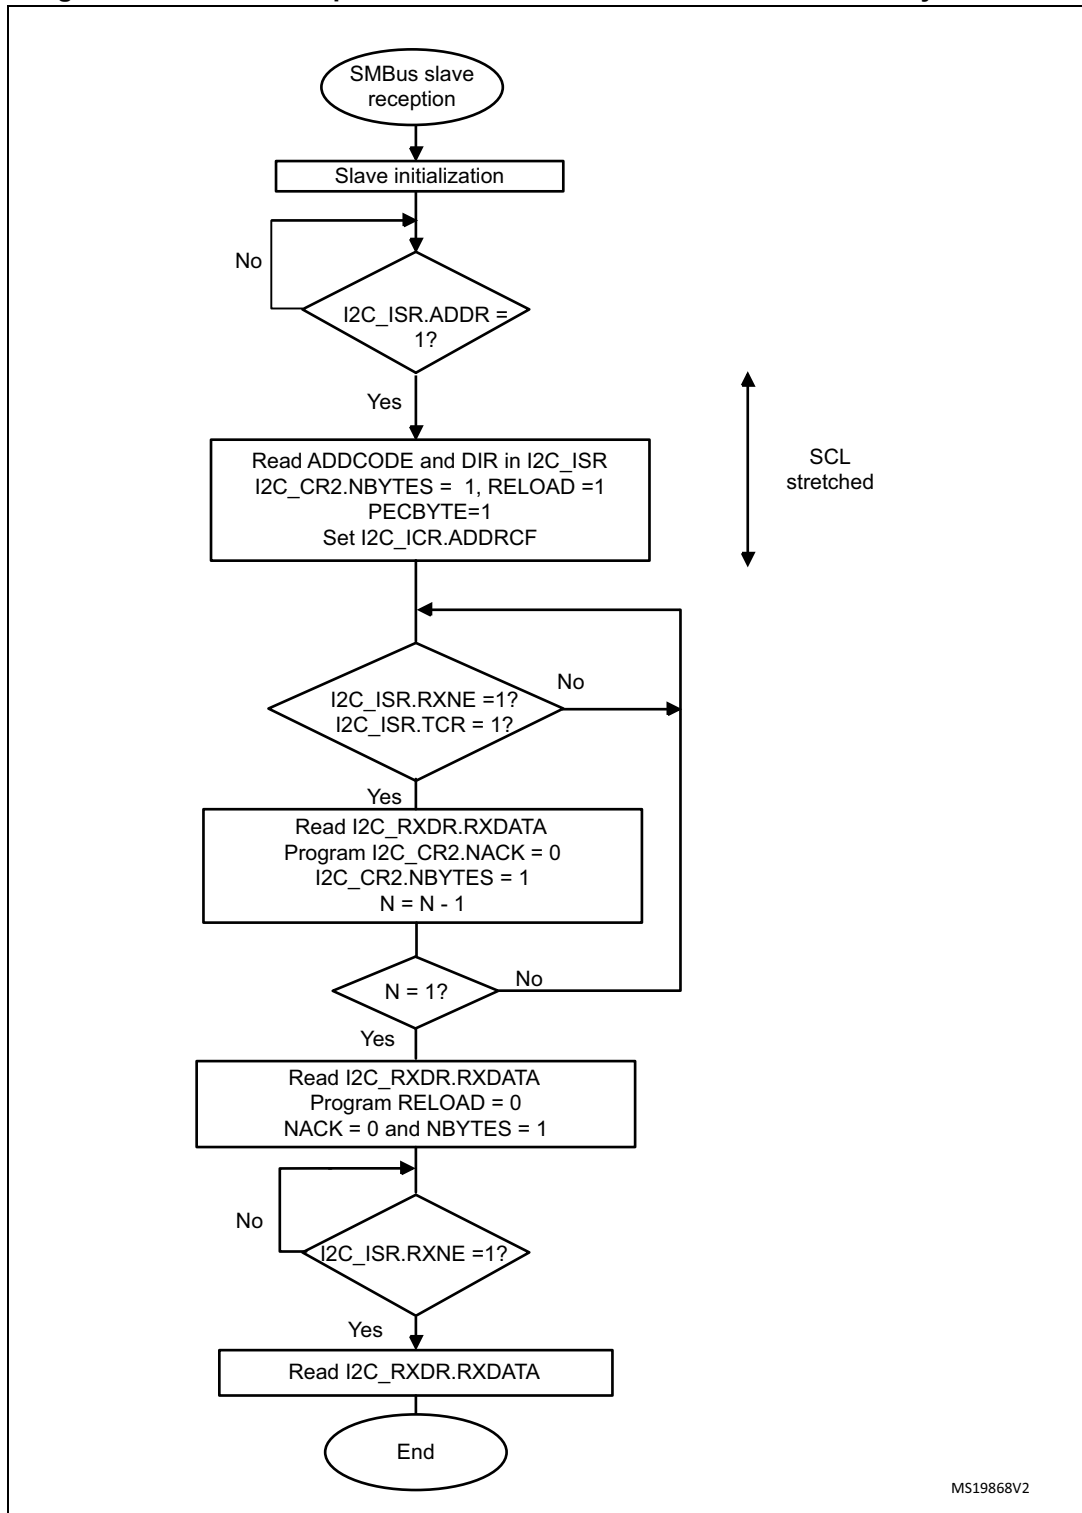 SMBus slave
reception
Slave initialization
No
I2C_ISR.ADDR =
1?
Yes
SCL
stretched
Read ADDCODE and DIR in I2C_ISR
I2C_CR2.NBYTES = 1, RELOAD =1
PECBYTE=1
Set I2C_ICR.ADDRCF
I2C_ISR.RXNE =1?
I2C_ISR.TCR = 1?
No
Yes
Read I2C_RXDR.RXDATA
Program I2C_CR2.NACK = 0
I2C_CR2.NBYTES = 1
N = N - 1
N = 1?
No
Yes
Read I2C_RXDR.RXDATA
Program RELOAD = 0
NACK = 0 and NBYTES = 1
No
I2C_ISR.RXNE =1?
Yes
Read I2C_RXDR.RXDATA
End
MS19868V2